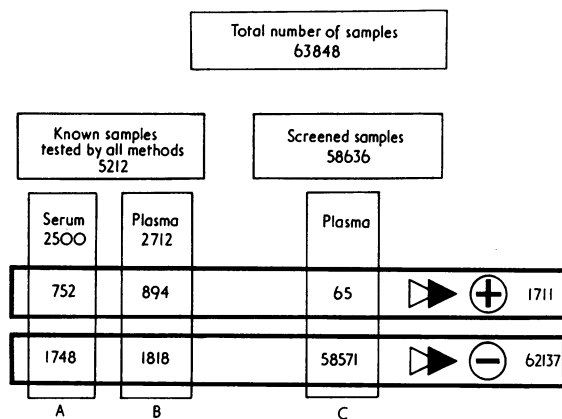 Total number of samples
63848
Known samples
tested by all methods
5212
Screened samples
58636
Serum
2500
Plasma
2712
Plasma
752 894 65 + 1711
1748 1818 58571 − 62137
A B C